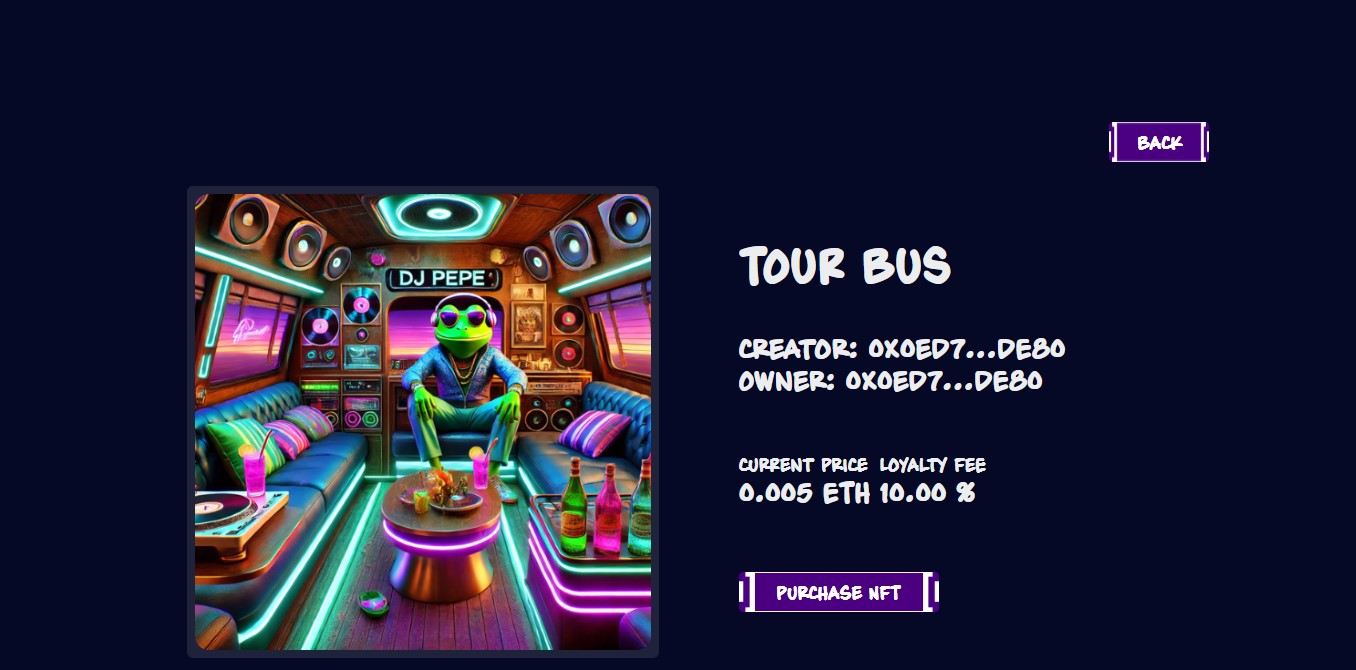 BACK
DJ PEPE
TOUR BUS
CREATOR: 0X0ED7...DE80
OWNER: 0X0ED7...DE80
CURRENT PRICE LOYALTY FEE
0.005 ETH 10.00 %
PURCHASE NFT